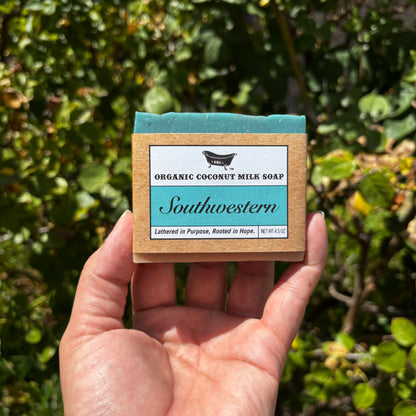 ORGANIC COCONUT MILK SOAP
Southwestern
Lathered in Purpose, Rooted in Hope.
NET WT 4.5 OZ